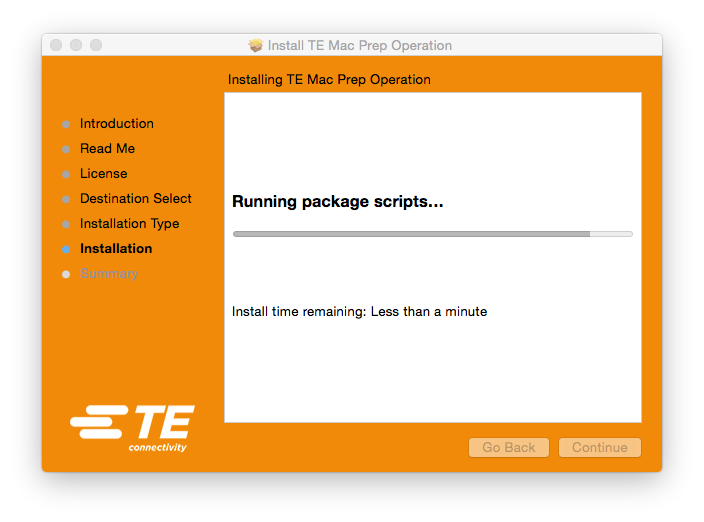 Install TE Mac Prep Operation
Installing TE Mac Prep Operation
Introduction
Read Me
License
Destination Select
Installation Type
Installation
Summary
Running package scripts...
Install time remaining: Less than a minute
TE
connectivity
Go Back
Continue